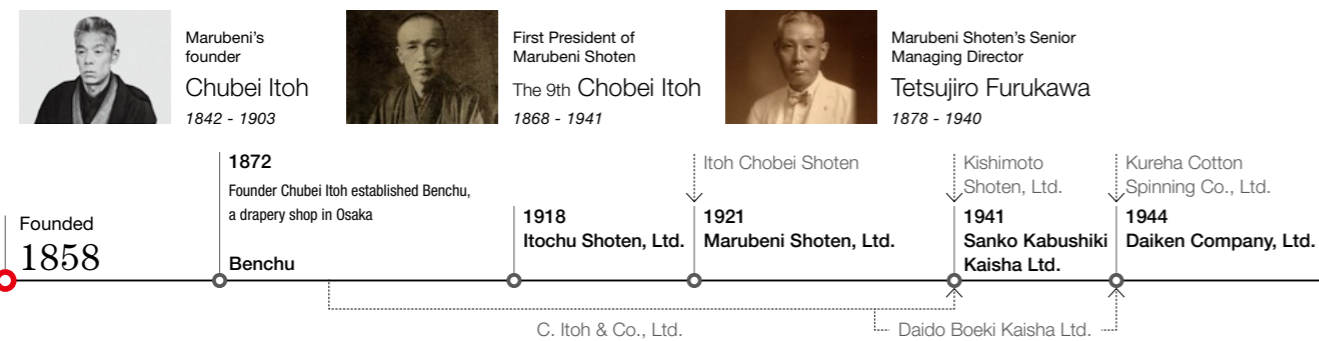 Marubeni's
founder
Chubei Itoh
1842 - 1903
First President of
Marubeni Shoten
The 9th Chobei Itoh
1868 - 1941
Marubeni Shoten's Senior
Managing Director
Tetsujiro Furukawa
1878 - 1940
Founded
1858
1872
Founder Chubei Itoh established Benchu,
a drapery shop in Osaka
Benchu
1918
Itochu Shoten, Ltd.
Itoh Chobei Shoten
1921
Marubeni Shoten, Ltd.
Kishimoto
Shoten, Ltd.
1941
Sanko Kabushiki
Kaisha Ltd.
Kureha Cotton
Spinning Co., Ltd.
1944
Daiken Company, Ltd.
C. Itoh & Co., Ltd.
Daido Boeki Kaisha Ltd.